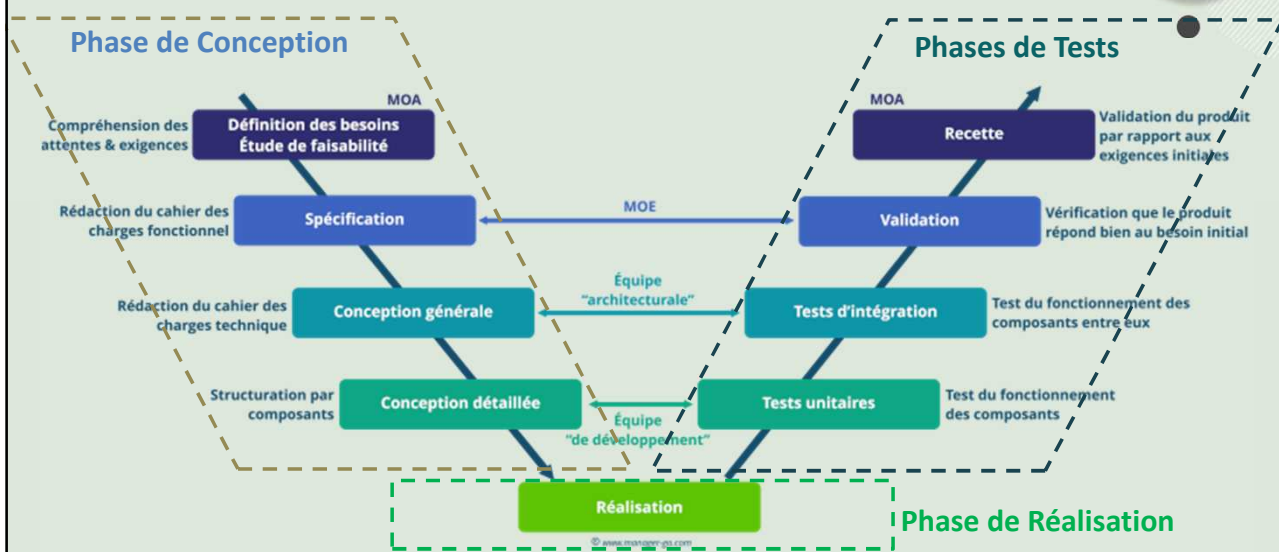 Phase de Conception
Phases de Tests
MOA
MOA
Compréhension des
attentes & exigences
Définition des besoins
Étude de faisabilité
Recette
Validation du produit
par rapport aux
exigences initiales
Rédaction du cahier des
charges fonctionnel
Spécification
MOE
Validation
Vérification que le produit
répond bien au besoin initial
Rédaction du cahier des
charges technique
Conception générale
Équipe
"architecturale"
Tests d'intégration
Test du fonctionnement des
composants entre eux
Structuration par
composants
Conception détaillée
Équipe
"de développement"
Tests unitaires
Test du fonctionnement
des composants
Réalisation
Phase de Réalisation
© www.manager-go.com